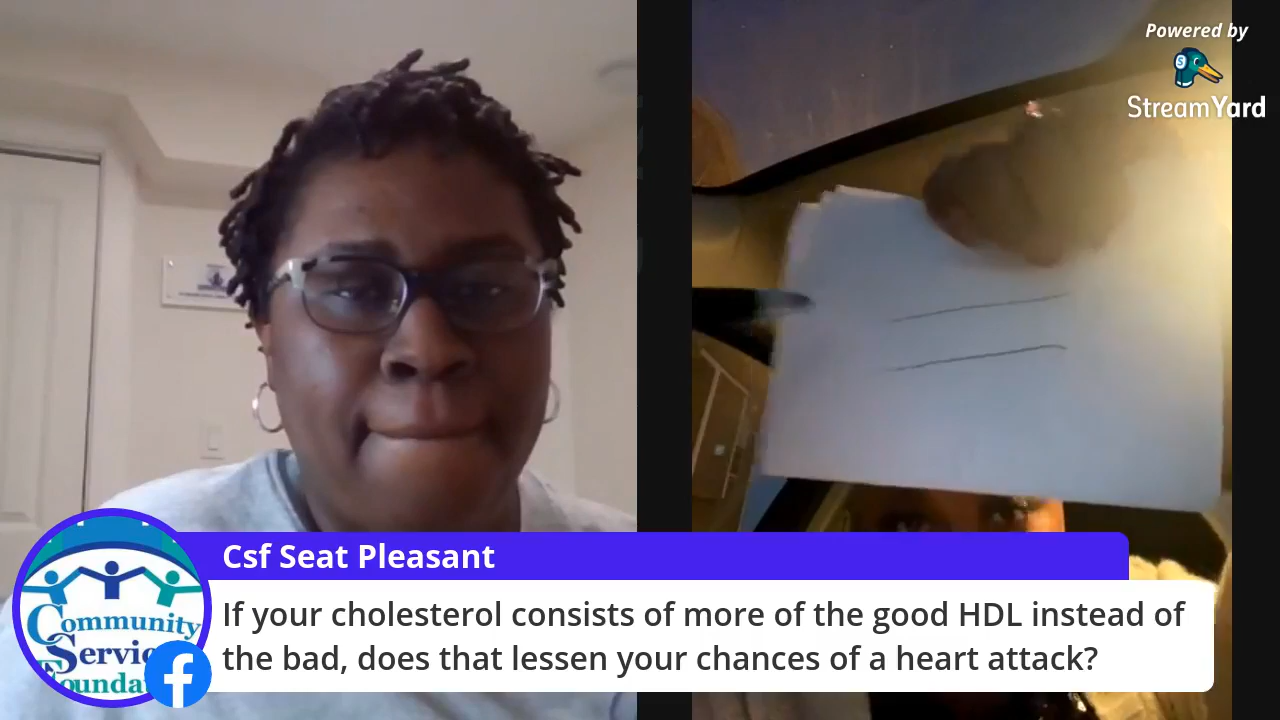 Powered by
StreamYard
Csf Seat Pleasant
If your cholesterol consists of more of the good HDL instead of
the bad, does that lessen your chances of a heart attack?
Community
Founda